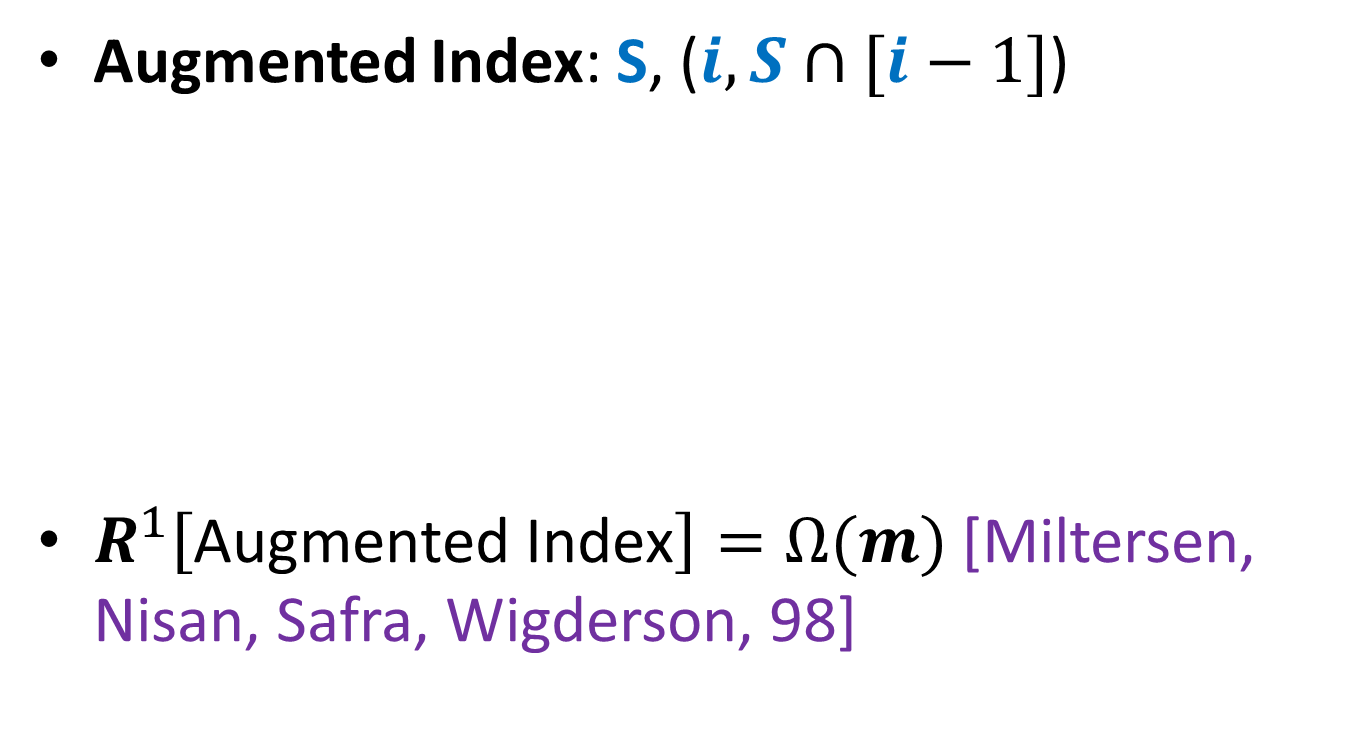 • Augmented Index: S, (i, S ∩ [i − 1])
• R¹[Augmented Index] = Ω(m) [Miltersen,
Nisan, Safra, Wigderson, 98]